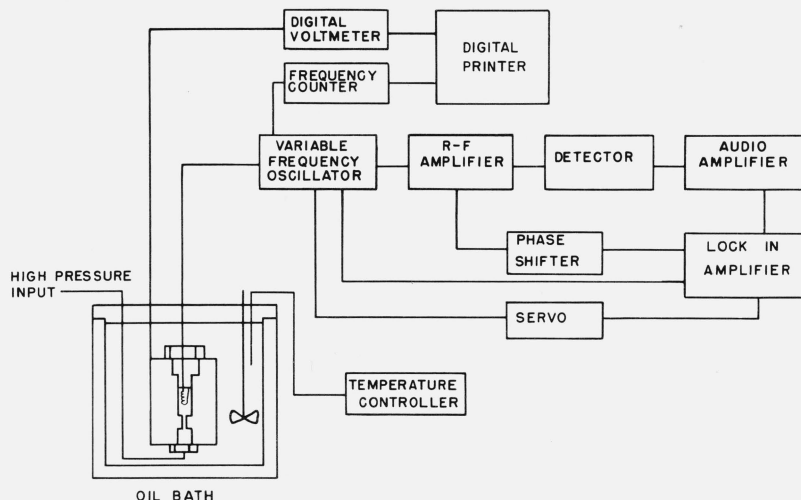 DIGITAL
VOLTMETER
DIGITAL
PRINTER
FREQUENCY
COUNTER
VARIABLE
FREQUENCY
OSCILLATOR
R-F
AMPLIFIER
DETECTOR
AUDIO
AMPLIFIER
PHASE
SHIFTER
LOCK IN
AMPLIFIER
HIGH PRESSURE
INPUT
SERVO
TEMPERATURE
CONTROLLER
OIL BATH